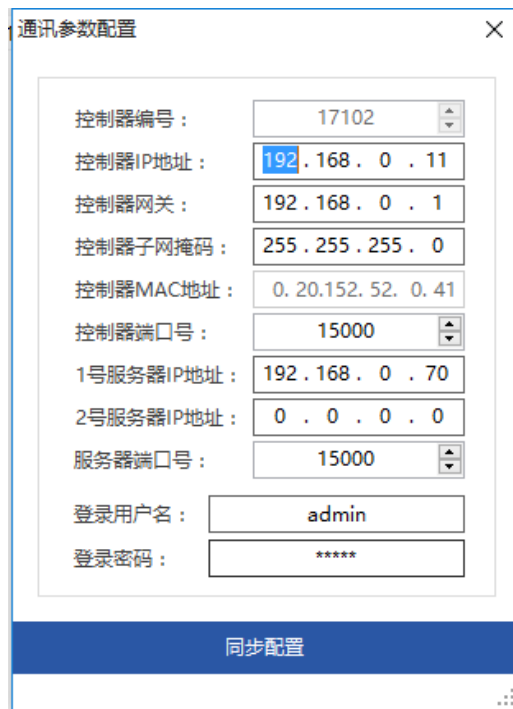 通讯参数配置
控制器编号： 17102
控制器IP地址： 192 . 168 . 0 . 11
控制器网关： 192 . 168 . 0 . 1
控制器子网掩码： 255 . 255 . 255 . 0
控制器MAC地址： 0. 20.152. 52. 0. 41
控制器端口号： 15000
1号服务器IP地址： 192 . 168 . 0 . 70
2号服务器IP地址： 0 . 0 . 0 . 0
服务器端口号： 15000
登录用户名： admin
登录密码： *****
同步配置